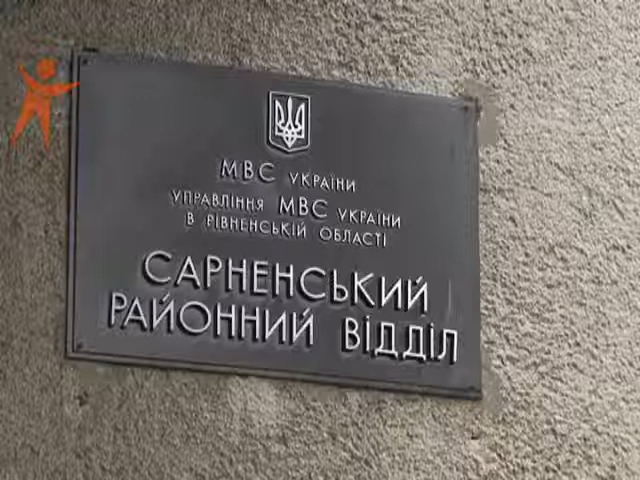 МВС УКРАЇНИ
УПРАВЛІННЯ МВС УКРАЇНИ
В РІВНЕНСЬКІЙ ОБЛАСТІ
САРНЕНСЬКИЙ
РАЙОННИЙ ВІДДІЛ